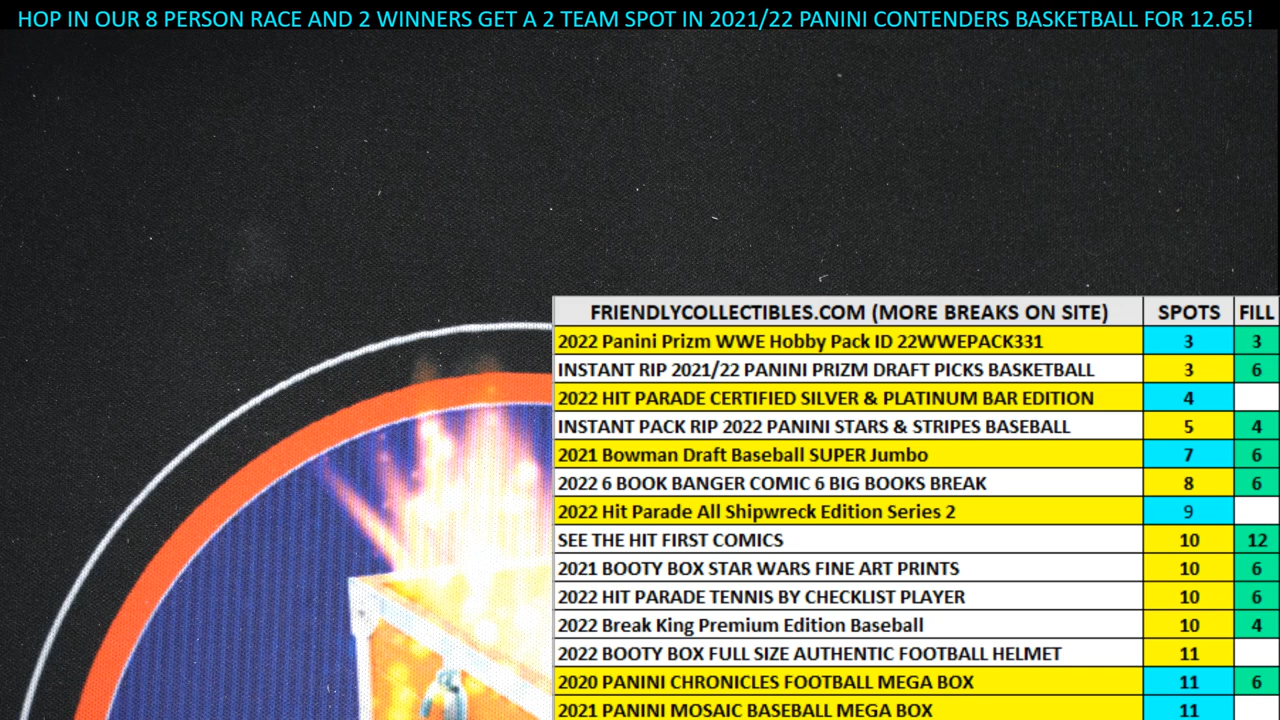 HOP IN OUR 8 PERSON RACE AND 2 WINNERS GET A 2 TEAM SPOT IN 2021/22 PANINI CONTENDERS BASKETBALL FOR 12.65!
FRIENDLYCOLLECTIBLES.COM (MORE BREAKS ON SITE) SPOTS FILL
2022 Panini Prizm WWE Hobby Pack ID 22WWEPACK331 3 3
INSTANT RIP 2021/22 PANINI PRIZM DRAFT PICKS BASKETBALL 3 6
2022 HIT PARADE CERTIFIED SILVER & PLATINUM BAR EDITION 4
INSTANT PACK RIP 2022 PANINI STARS & STRIPES BASEBALL 5 4
2021 Bowman Draft Baseball SUPER Jumbo 7 6
2022 6 BOOK BANGER COMIC 6 BIG BOOKS BREAK 8 6
2022 Hit Parade All Shipwreck Edition Series 2 9
SEE THE HIT FIRST COMICS 10 12
2021 BOOTY BOX STAR WARS FINE ART PRINTS 10 6
2022 HIT PARADE TENNIS BY CHECKLIST PLAYER 10 6
2022 Break King Premium Edition Baseball 10 4
2022 BOOTY BOX FULL SIZE AUTHENTIC FOOTBALL HELMET 11
2020 PANINI CHRONICLES FOOTBALL MEGA BOX 11 6
2021 PANINI MOSAIC BASEBALL MEGA BOX 11